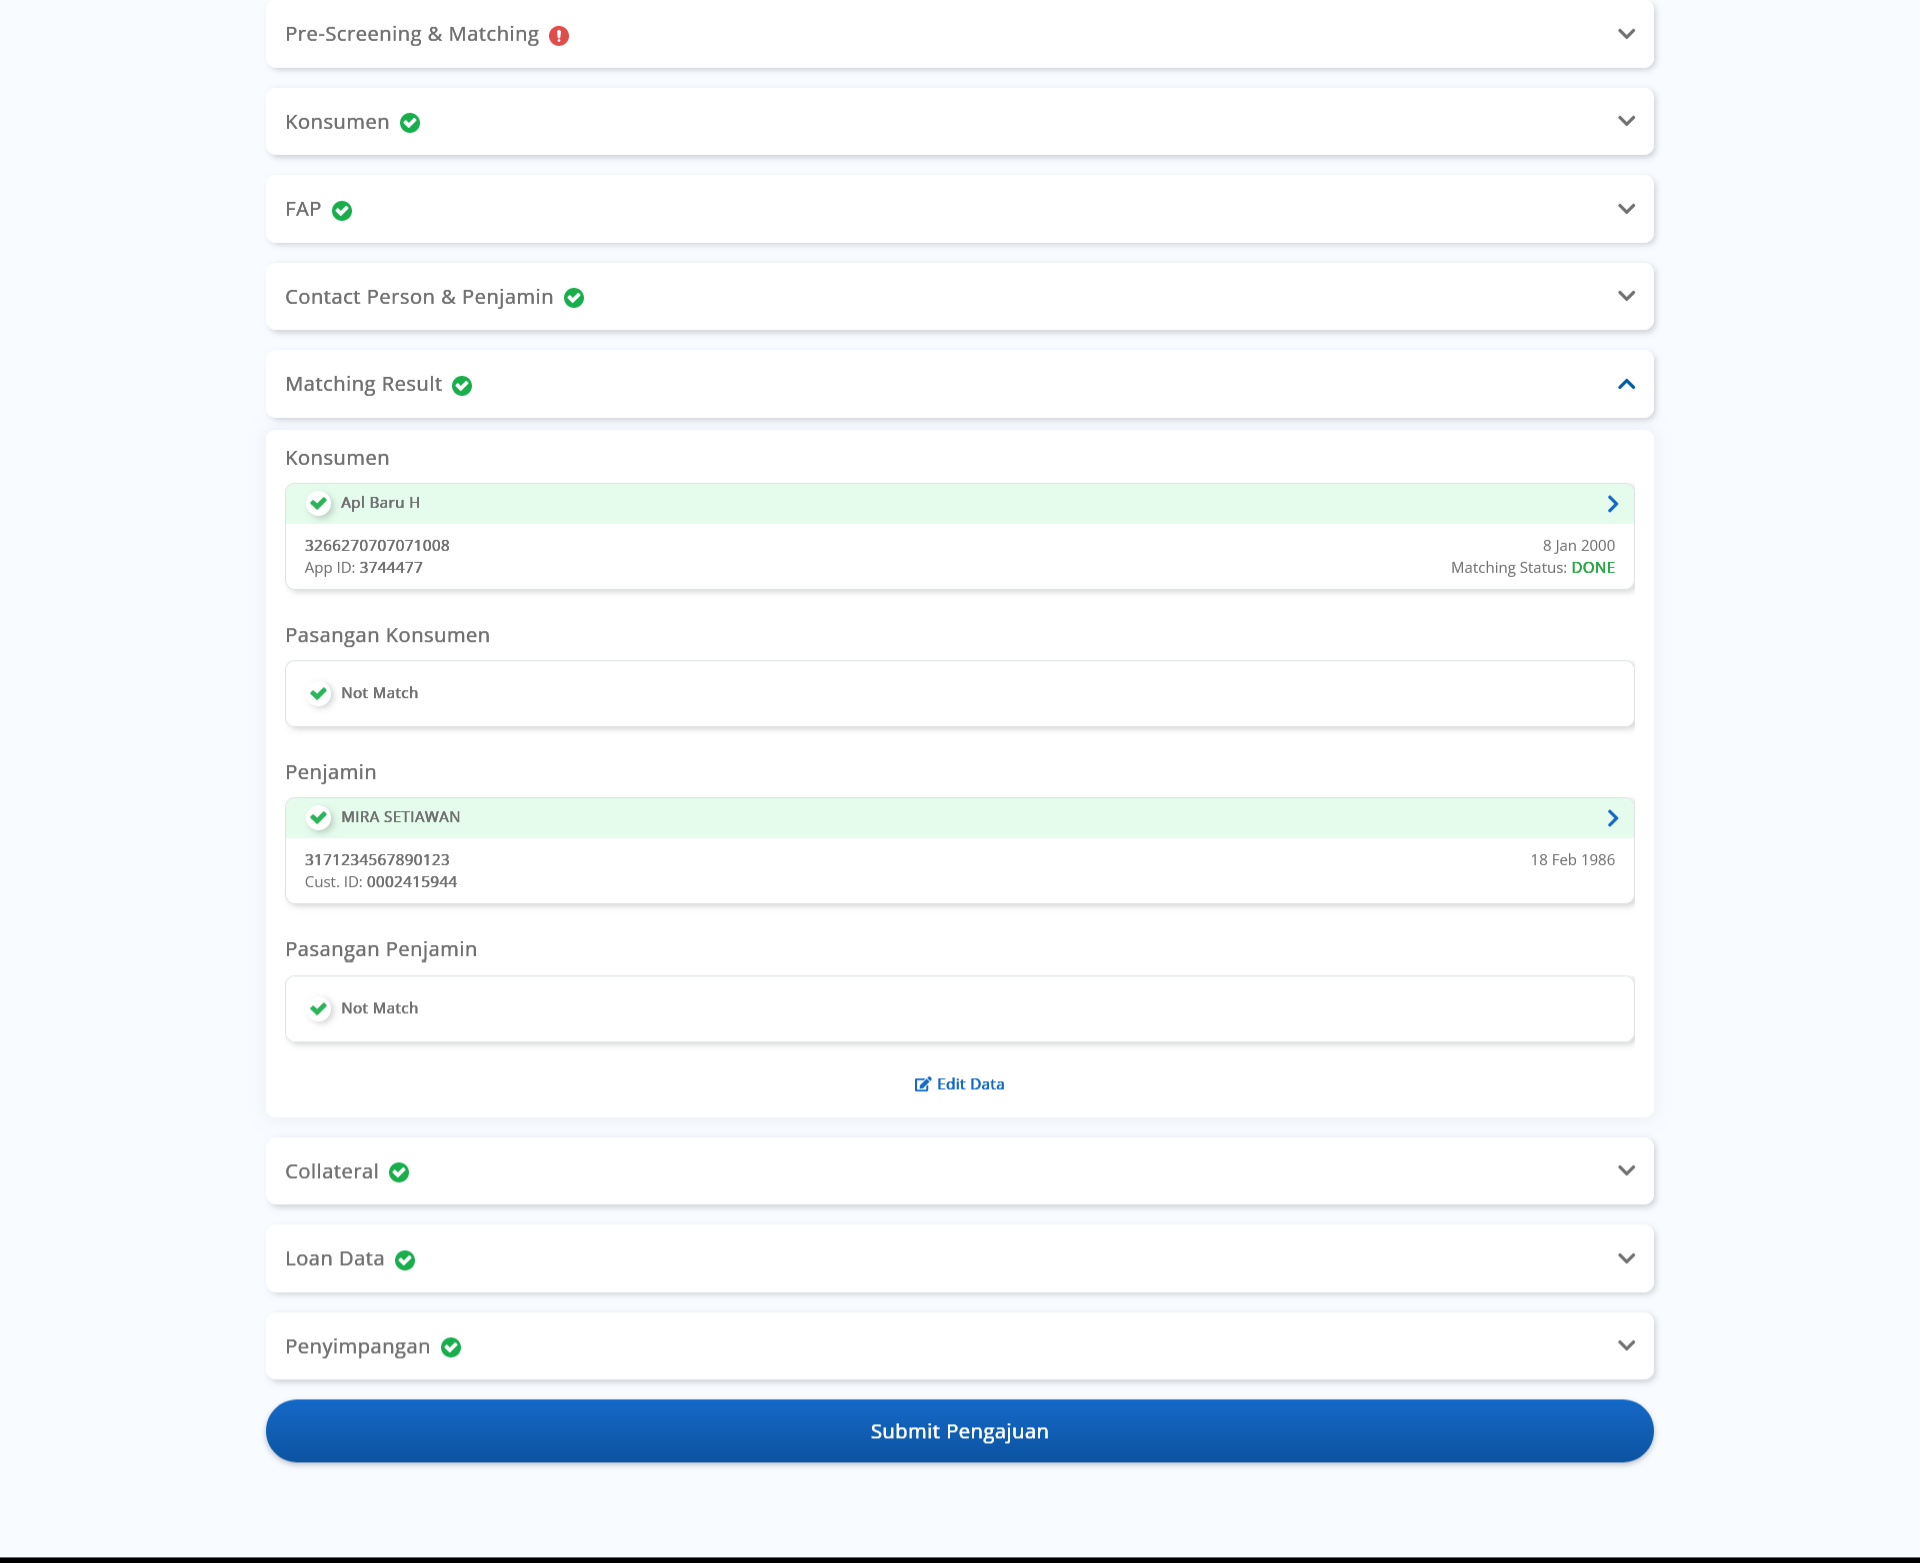 Pre-Screening & Matching
Konsumen
FAP
Contact Person & Penjamin
Matching Result
Konsumen
Apl Baru H
3266270707071008 8 Jan 2000
App ID: 3744477 Matching Status: DONE
Pasangan Konsumen
Not Match
Penjamin
MIRA SETIAWAN
3171234567890123 18 Feb 1986
Cust. ID: 0002415944
Pasangan Penjamin
Not Match
Edit Data
Collateral
Loan Data
Penyimpangan
Submit Pengajuan